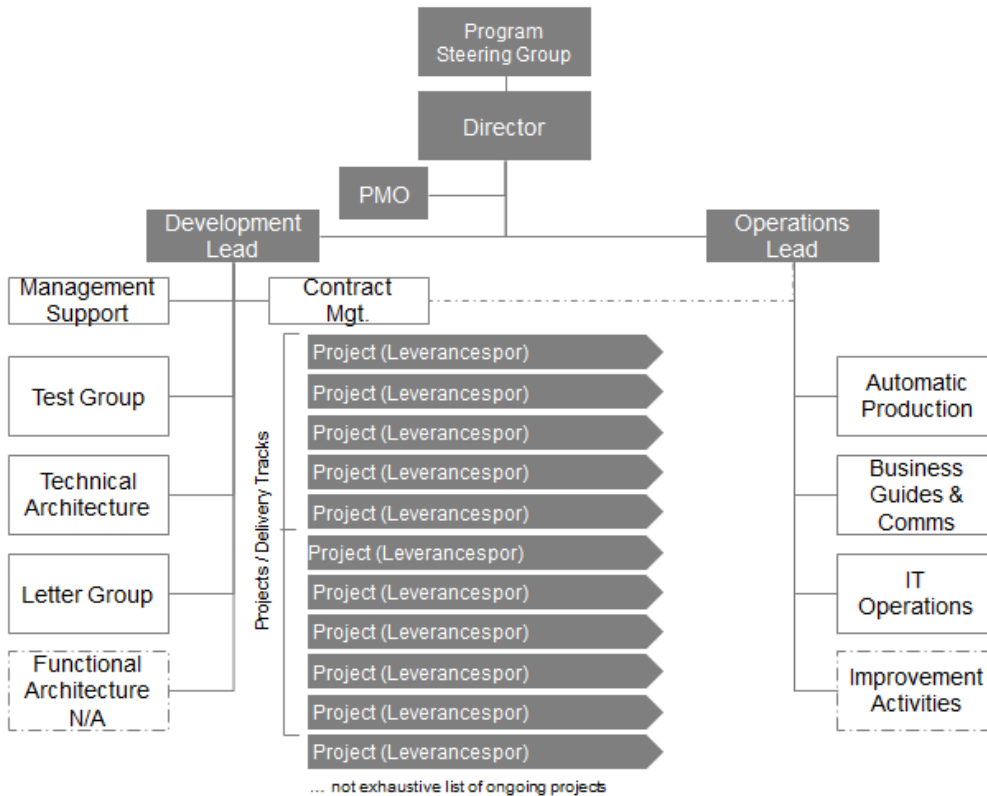 Program
Steering Group
Director
PMO
Development
Lead
Operations
Lead
Management
Support
Contract
Mgt.
Test Group
Technical
Architecture
Letter Group
Functional
Architecture
N/A
Projects / Delivery Tracks
Project (Leverancespor)
Project (Leverancespor)
Project (Leverancespor)
Project (Leverancespor)
Project (Leverancespor)
Project (Leverancespor)
Project (Leverancespor)
Project (Leverancespor)
Project (Leverancespor)
Project (Leverancespor)
Project (Leverancespor)
... not exhaustive list of ongoing projects
Automatic
Production
Business
Guides &
Comms
IT
Operations
Improvement
Activities